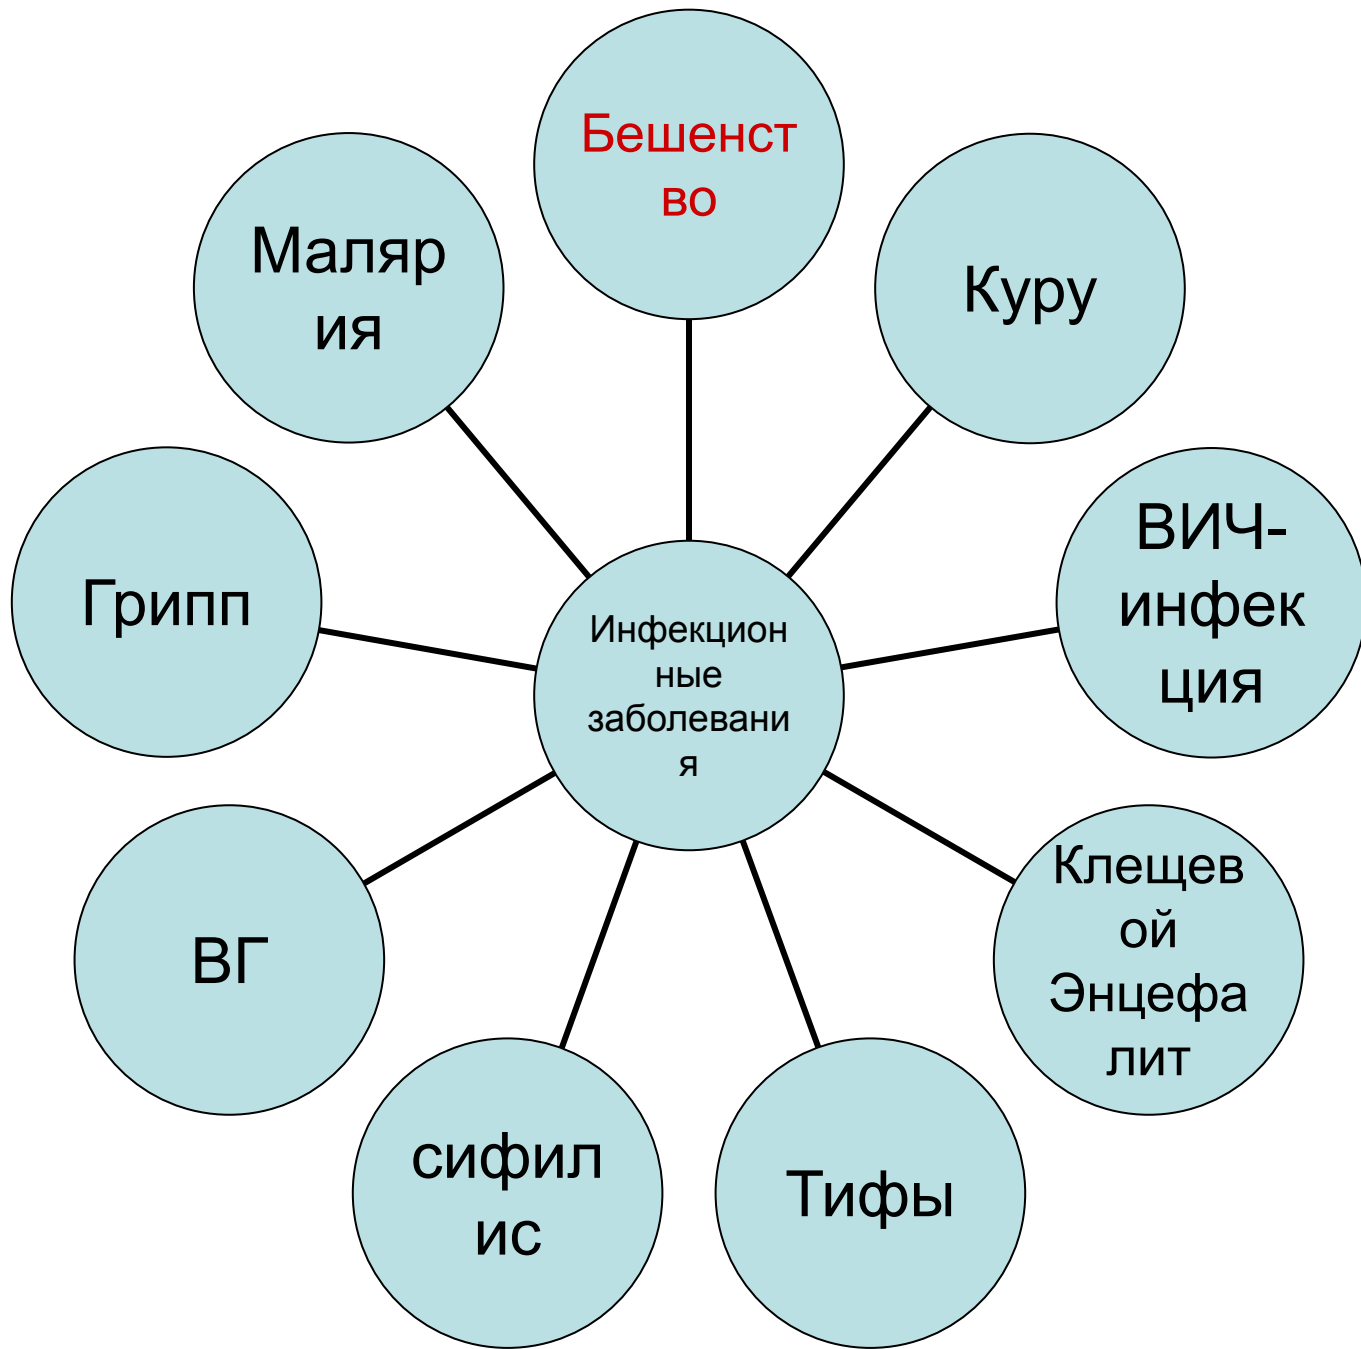 Бешенст
во
Куру
ВИЧ-
инфек
ция
Клещев
ой
Энцефа
лит
Тифы
сифил
ис
ВГ
Грипп
Маляр
ия
Инфекцион
ные
заболевани
я